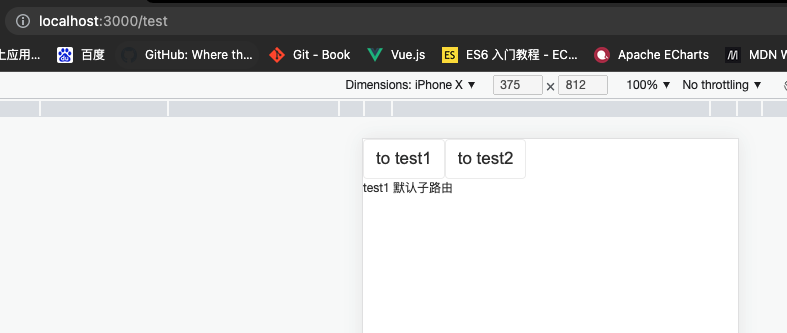 localhost:3000/test
上应用... 百度 GitHub: Where th... Git - Book Vue.js ES ES6 入门教程 - EC... Apache ECharts M MDN W
Dimensions: iPhone X ▼ 375 × 812 100% ▼ No throttling ▼
to test1 to test2
test1 默认子路由